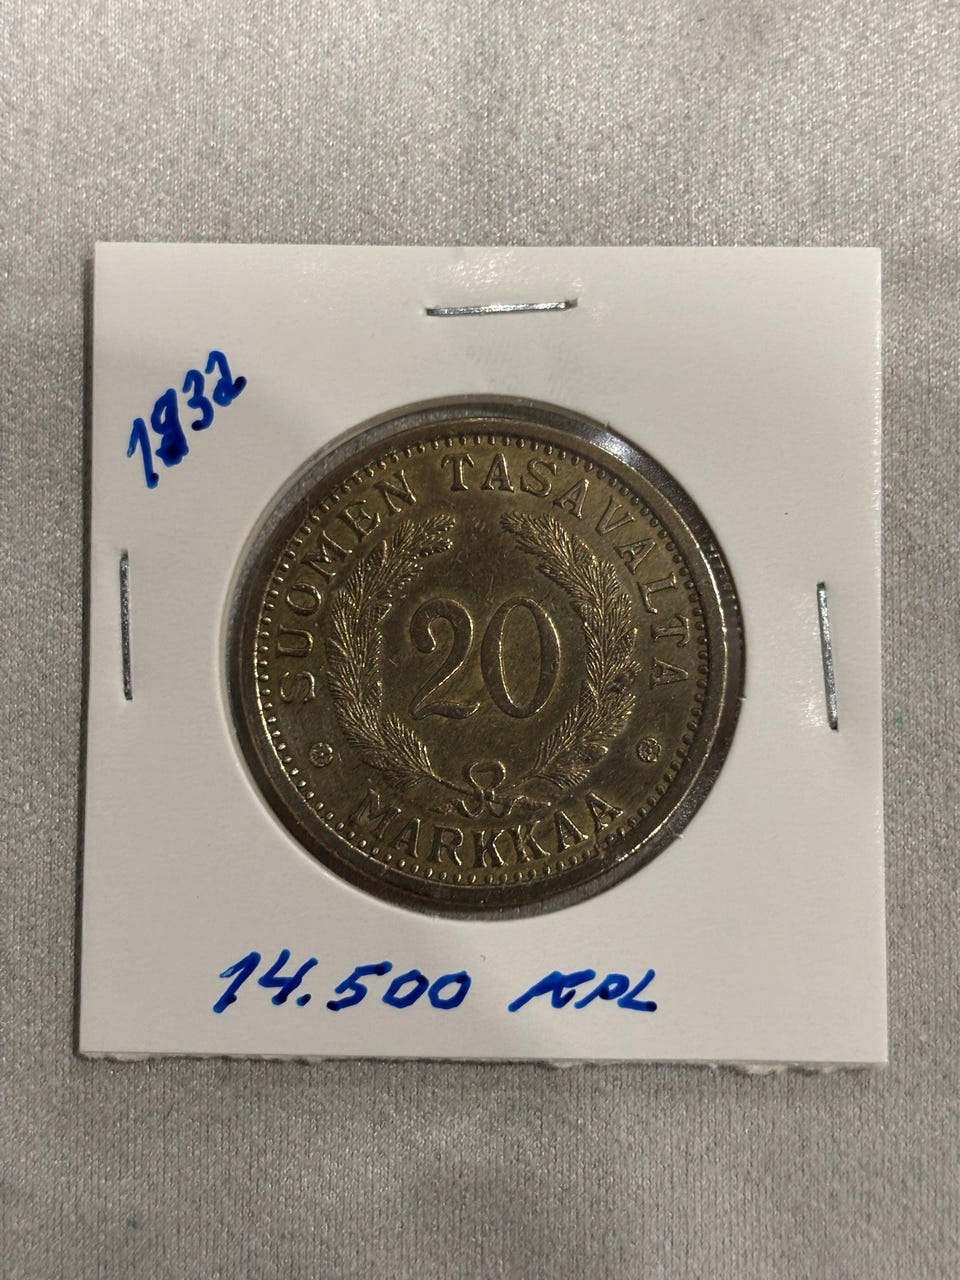 1932
SUOMEN TASAVALTA
20
MARKKAA
14.500 KPL